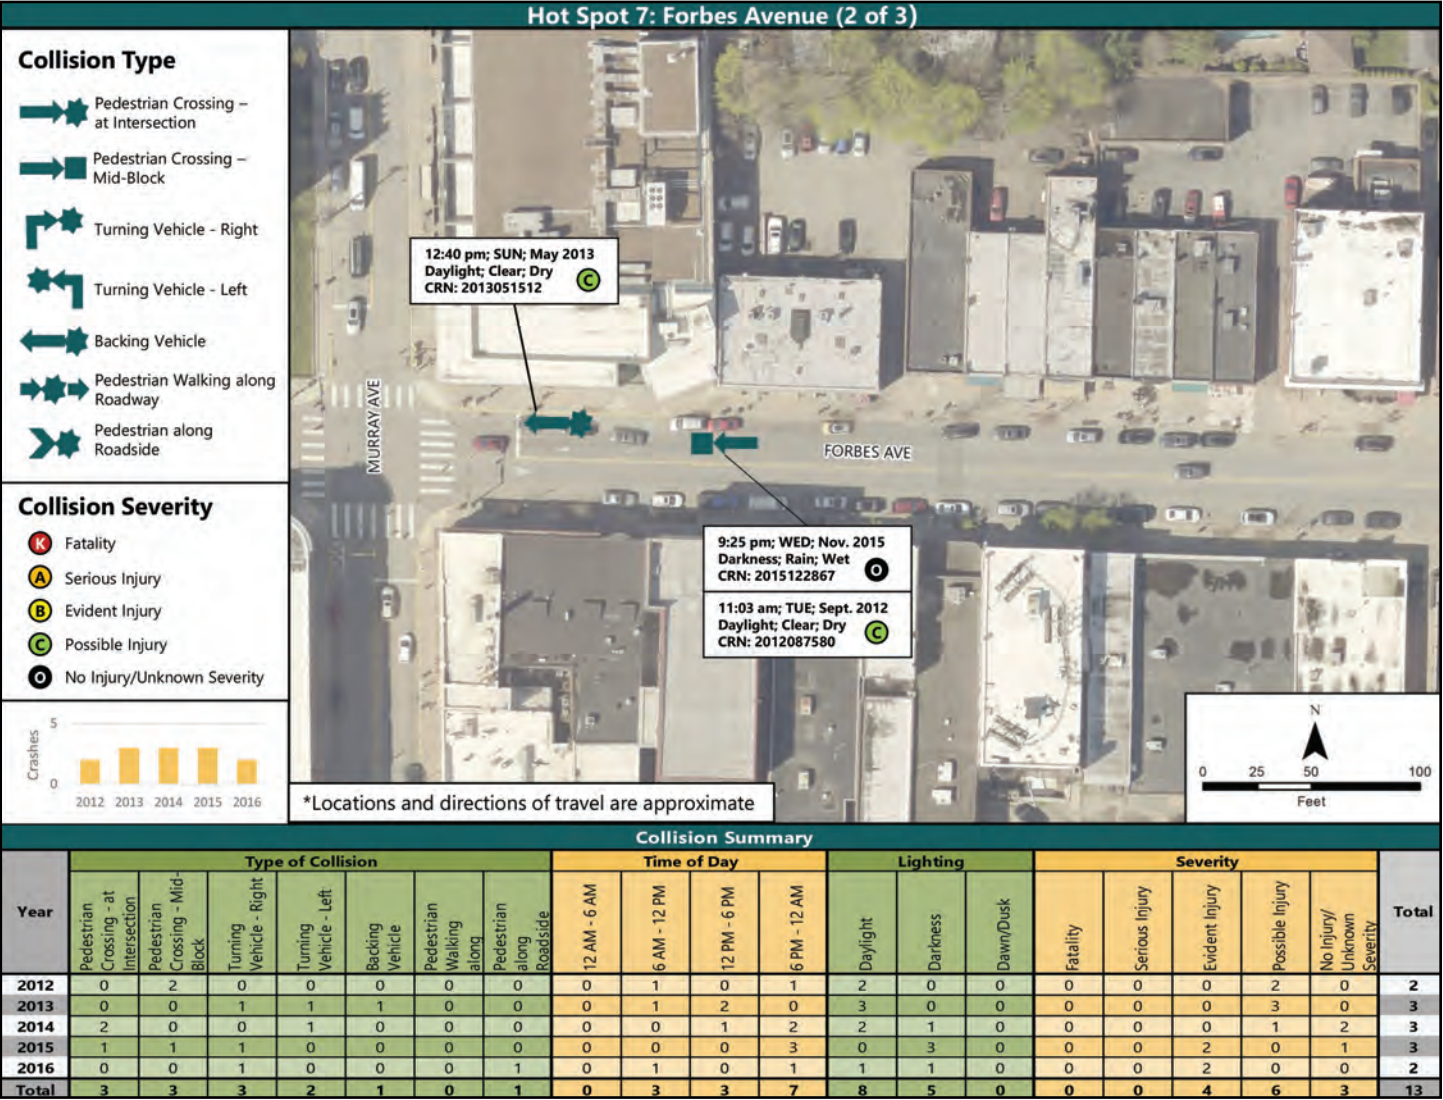 Hot Spot 7: Forbes Avenue (2 of 3)
Collision Type
Pedestrian Crossing –
at Intersection
Pedestrian Crossing –
Mid-Block
Turning Vehicle - Right
Turning Vehicle - Left
Backing Vehicle
Pedestrian Walking along
Roadway
Pedestrian along
Roadside
Collision Severity
K Fatality
A Serious Injury
B Evident Injury
C Possible Injury
O No Injury/Unknown Severity
Crashes
5
0
2012 2013 2014 2015 2016
12:40 pm; SUN; May 2013
Daylight; Clear; Dry
CRN: 2013051512
C
MURRAY AVE
FORBES AVE
9:25 pm; WED; Nov. 2015
Darkness; Rain; Wet
CRN: 2015122867
O
11:03 am; TUE; Sept. 2012
Daylight; Clear; Dry
CRN: 2012087580
C
N
0 25 50 100
Feet
*Locations and directions of travel are approximate
Collision Summary
Year Type of Collision Time of Day Lighting Severity Total
Pedestrian Crossing - at Intersection
Pedestrian Crossing - Mid-Block
Turning Vehicle - Right
Turning Vehicle - Left
Backing Vehicle
Pedestrian Walking along
Pedestrian along Roadside
12 AM - 6 AM
6 AM - 12 PM
12 PM - 6 PM
6 PM - 12 AM
Daylight
Darkness
Dawn/Dusk
Fatality
Serious Injury
Evident Injury
Possible Injury
No Injury/ Unknown Severity
2012 0 2 0 0 0 0 0 0 1 0 1 2 0 0 0 0 0 2 0 2
2013 0 0 1 1 1 0 0 0 1 2 0 3 0 0 0 0 0 3 0 3
2014 2 0 0 1 0 0 0 0 0 1 2 2 1 0 0 0 0 1 2 3
2015 1 1 1 0 0 0 0 0 0 0 3 0 3 0 0 0 2 0 1 3
2016 0 0 1 0 0 0 1 0 1 0 1 1 1 0 0 0 2 0 0 2
Total 3 3 3 2 1 0 1 0 3 3 7 8 5 0 0 0 4 6 3 13